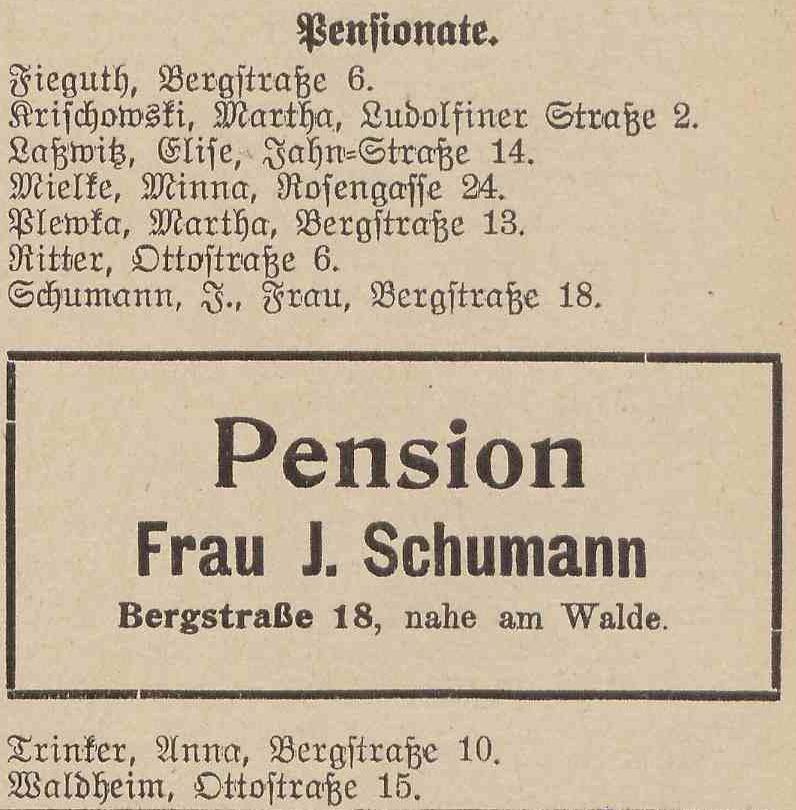 Pensionate.
Fieguth, Bergstraße 6.
Krischowski, Martha, Ludolfiner Straße 2.
Laßwitz, Elise, Jahn-Straße 14.
Mielke, Minna, Rosengasse 24.
Plewka, Martha, Bergstraße 13.
Ritter, Ottostraße 6.
Schumann, J., Frau, Bergstraße 18.
Pension
Frau J. Schumann
Bergstraße 18, nahe am Walde.
Trinker, Anna, Bergstraße 10.
Waldheim, Ottostraße 15.